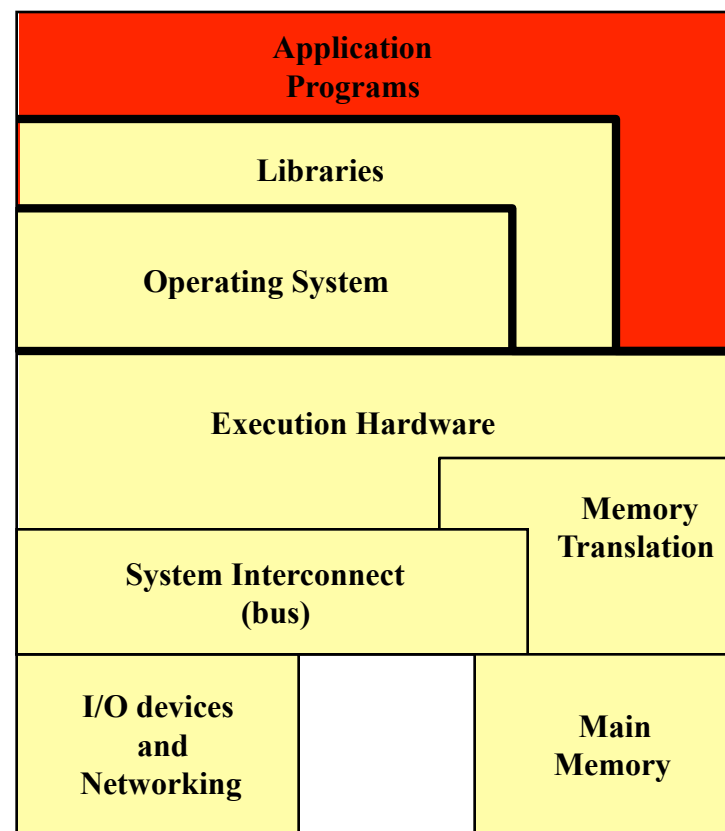 Application
Programs
Libraries
Operating System
Execution Hardware
Memory
Translation
System Interconnect
(bus)
I/O devices
and
Networking
Main
Memory